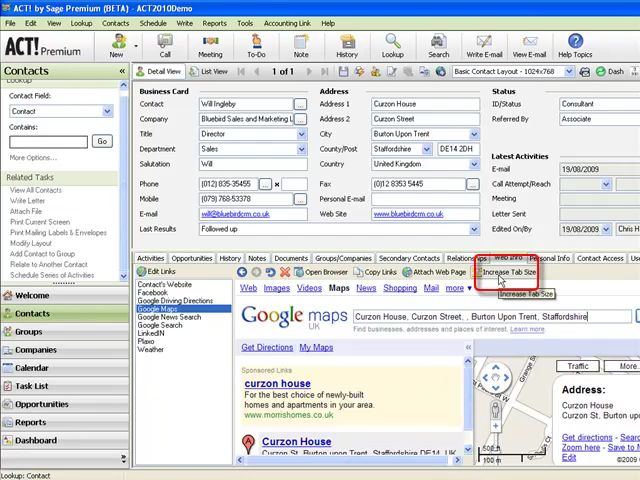 ACT! by Sage Premium (BETA) - ACT2010Demo
File Edit View Lookup Contacts Schedule Write Reports Tools Accounting Link Help
ACT! Premium
New Call Meeting To-Do Note History Lookup Search Write E-mail View E-mail Help Topics
Contacts «
Detail View List View 1 of 1 Basic Contact Layout - 1024x768 Dash
Lookup
Contact Field:
Contact
Contains:
Go
More Options...
Related Tasks
View All Contacts
Write Letter
Attach File
Print Current Screen
Print Mailing Labels & Envelopes
Modify Layout
Add to Contact Group
Relate to Another Contact
Schedule Series of Activities
Business Card
Contact Will Ingleby ...
Company Bluebird Sales and Marketing L ...
Title Director
Department Sales
Salutation Will
Phone (012) 835-35455 ... x
Mobile (079) 768-53378
E-mail will@bluebirdcrm.co.uk
Last Results Followed up
Address
Address 1 Curzon House
Address 2 Curzon Street
City Burton Upon Trent
County/Post Staffordshire DE14 2DH
Country United Kingdom
Fax (0)12 8353 5445 ...
Personal E-mail
Web Site www.bluebirdcrm.co.uk
Status
ID/Status Consultant
Referred By Associate
Latest Activities
E-mail 19/08/2009
Call Attempt/Reach
Meeting
Letter Sent
Edited On/By 19/08/2009 Chris H
Activities Opportunities History Notes Documents Groups/Companies Secondary Contacts Relationships Web Info Personal Info Contact Access Use
Edit Links Open Browser Copy Links Attach Web Page Increase Tab Size
Increase Tab Size
Contact's Website
Facebook
Google Driving Directions
Google Maps
Google News Search
Google Search
LinkedIN
Plaxo
Weather
Web Images Videos Maps News Shopping Mail more ▼
Google maps UK
Curzon House, Curzon Street, , Burton Upon Trent, Staffordshire
Find businesses, addresses and places of interest. Learn more
Get Directions My Maps «
Sponsored Links
curzon house
For the best choice of newly-built
homes and apartments in your area.
www.morrishomes.co.uk
A Curzon House
Curzon St, Burton Upon Trent, Staffordshire DE14
Traffic More...
Address:
Curzon House
Curzon St, Burton Upon Tren
Get directions - Searc
Zoom here - Save to M
500 ft
100 m
©2009
Welcome
Contacts
Groups
Companies
Calendar
Task List
Opportunities
Reports
Dashboard
Lookup: Contact